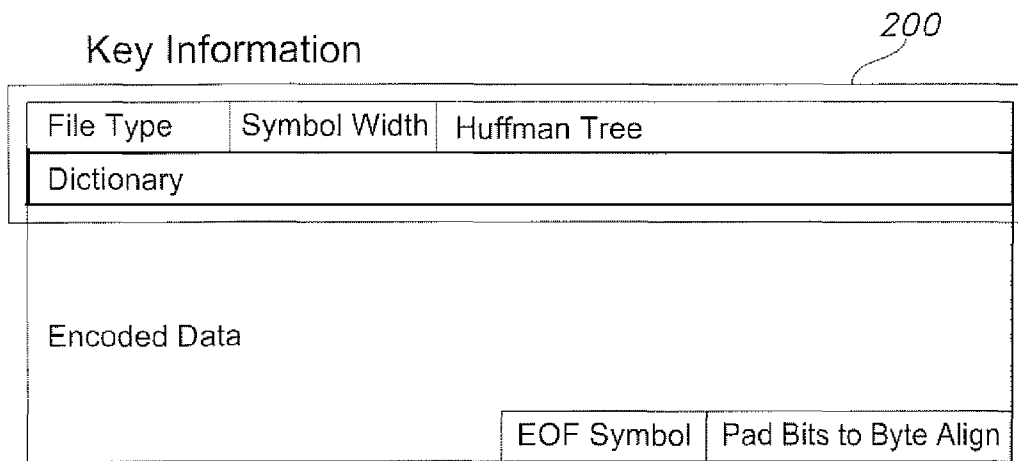 200
Key Information
File Type Symbol Width Huffman Tree
Dictionary
Encoded Data
EOF Symbol Pad Bits to Byte Align